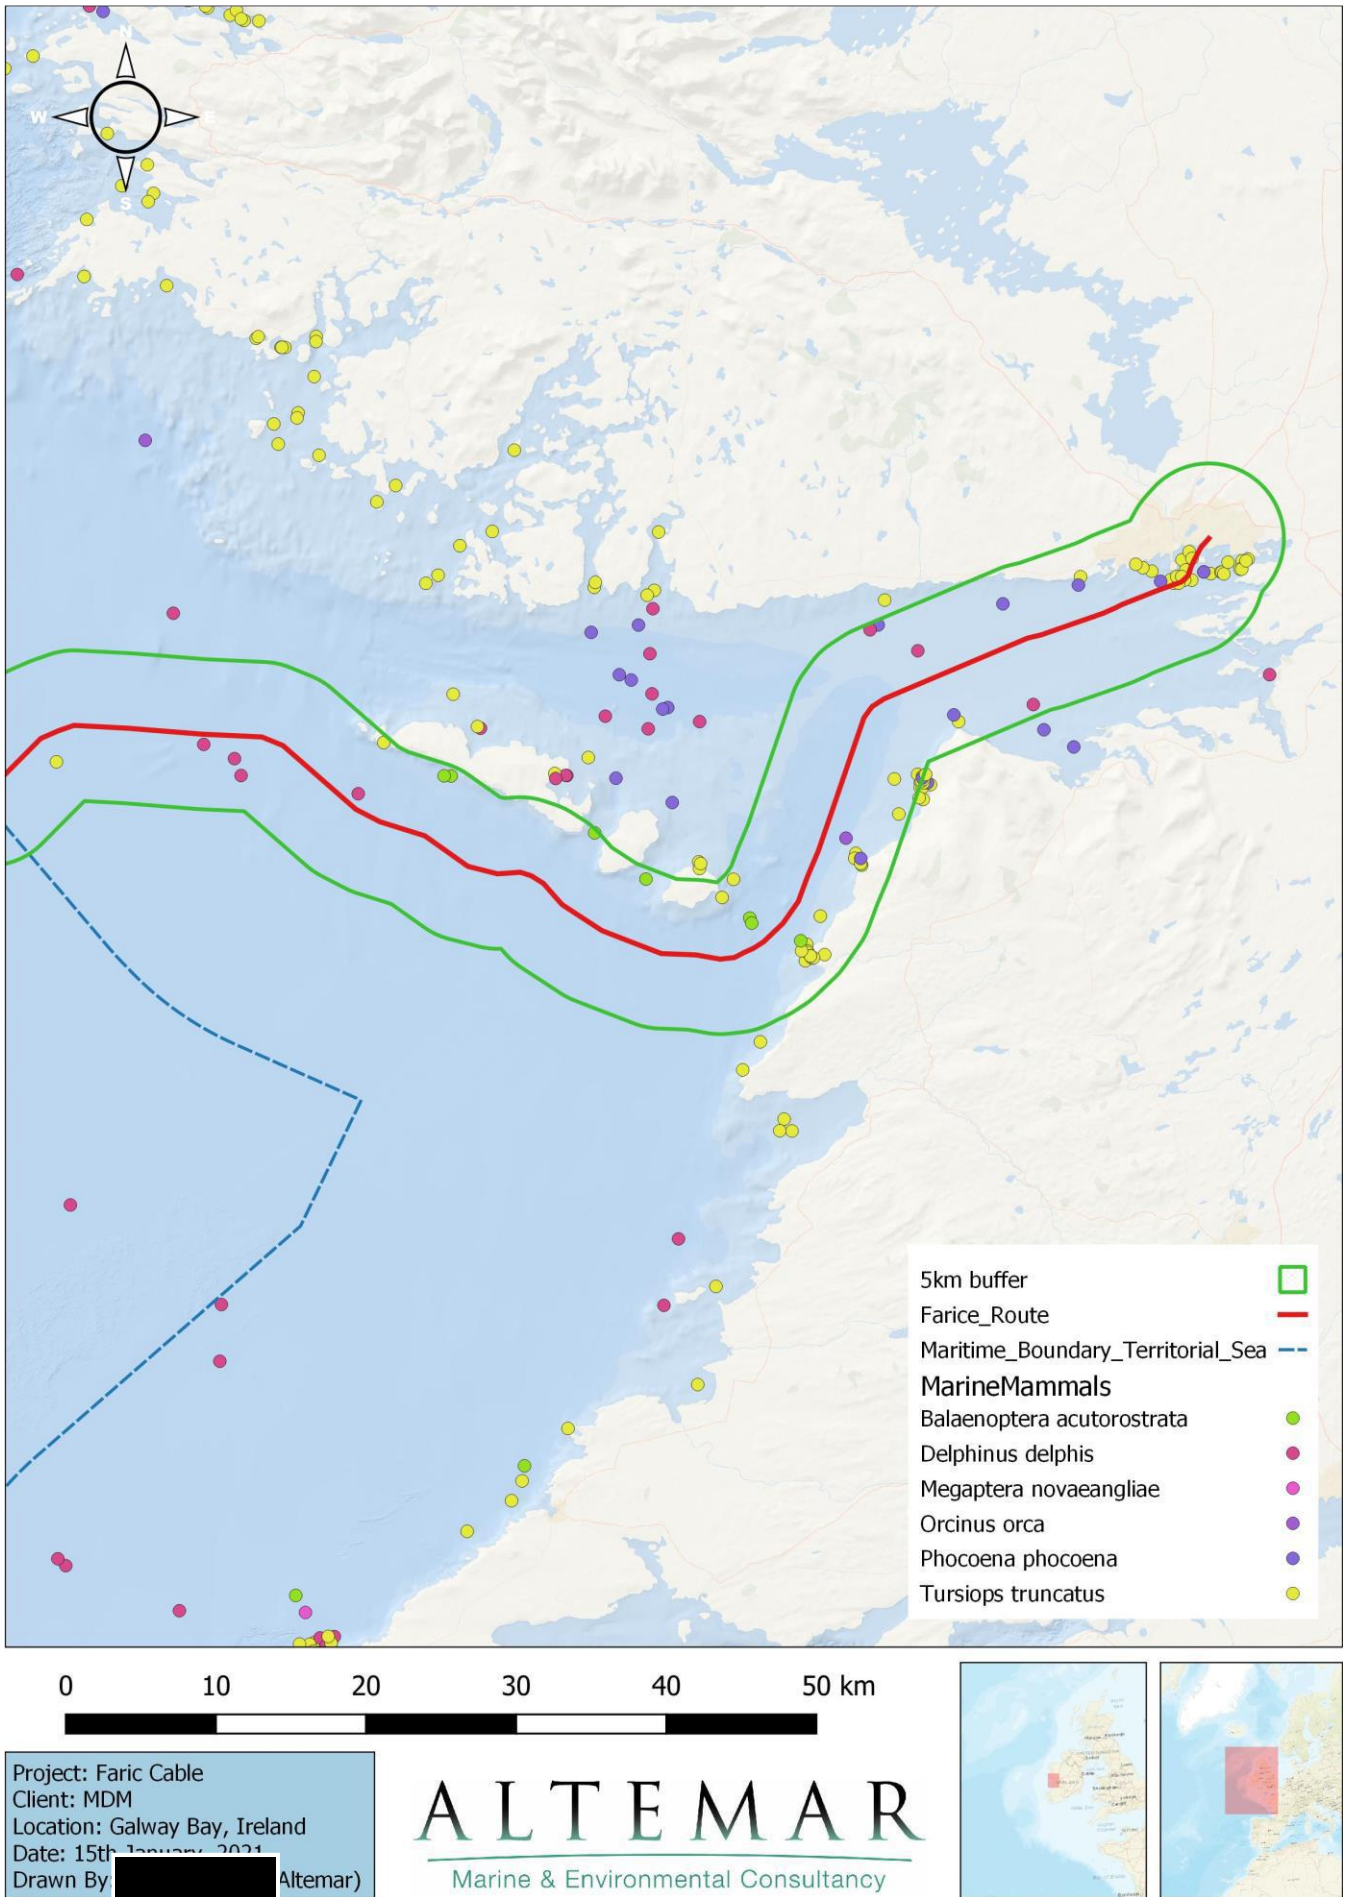 N
W E
S
5km buffer
Farice_Route
Maritime_Boundary_Territorial_Sea
MarineMammals
Balaenoptera acutorostrata
Delphinus delphis
Megaptera novaeangliae
Orcinus orca
Phocoena phocoena
Tursiops truncatus
0 10 20 30 40 50 km
Project: Faric Cable
Client: MDM
Location: Galway Bay, Ireland
Date: 15th January, 2021
Drawn By: Altemar)
ALTEMAR
Marine & Environmental Consultancy